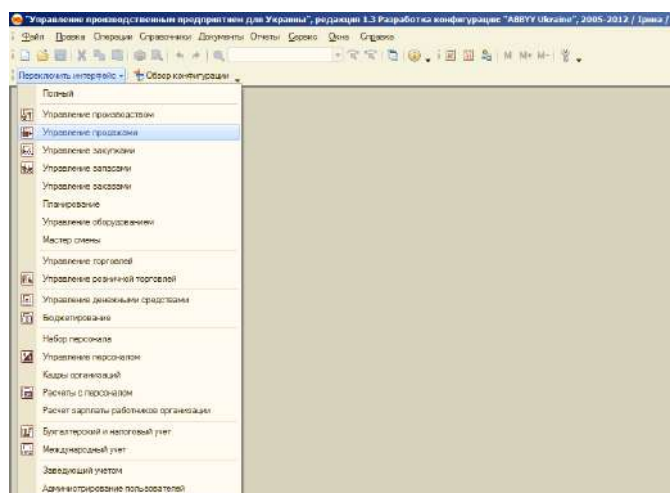 "Управление производственным предприятием для Украины", редакция 1.3 Разработка конфигурации: "ABBYY Ukraine", 2005-2012 / Ірина /
Файл Правка Операции Справочники Документы Отчеты Сервис Окна Справка
M M+ M-
Переключить интерфейс Обзор конфигурации
Полный
Управление производством
Управление продажами
Управление закупками
Управление запасами
Управление заказами
Планирование
Управление оборудованием
Мастер смены
Управление торговлей
Управление розничной торговлей
Управление денежными средствами
Бюджетирование
Набор персонала
Управление персоналом
Кадры организаций
Расчеты с персоналом
Расчет зарплаты работников организации
Бухгалтерский и налоговый учет
Международный учет
Заведующий учетом
Администрирование пользователей